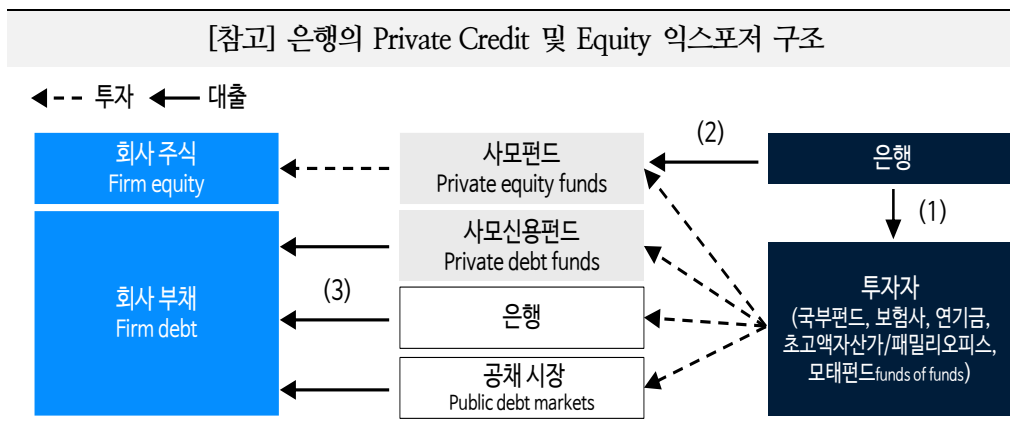 [참고] 은행의 Private Credit 및 Equity 익스포저 구조
투자 대출
회사 주식
Firm equity
사모펀드
Private equity funds
(2)
은행
(1)
회사 부채
Firm debt
(3)
사모신용펀드
Private debt funds
은행
공채 시장
Public debt markets
투자자
(국부펀드, 보험사, 연기금,
초고액자산가/패밀리오피스,
모태펀드funds of funds)